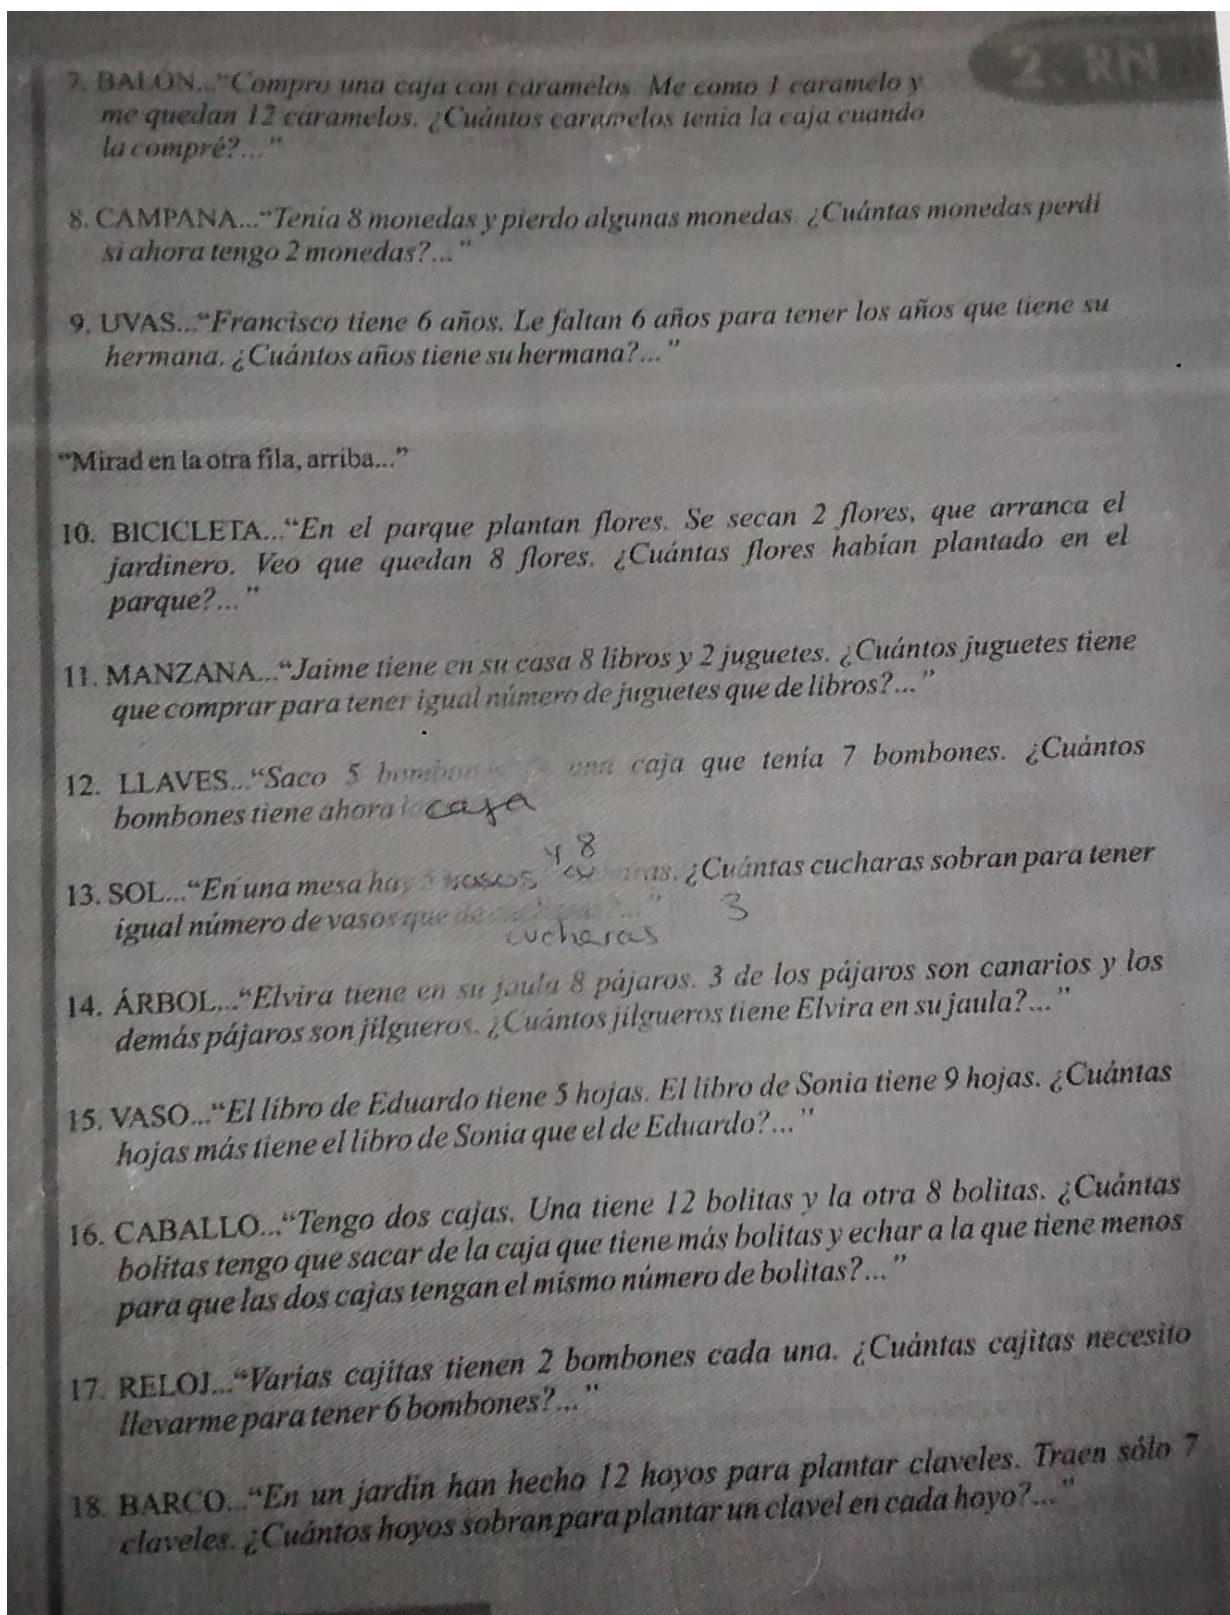 2. RN
7. BALÓN..."Compro una caja con caramelos. Me como 1 caramelo y
me quedan 12 caramelos. ¿Cuántos caramelos tenía la caja cuando
la compré?..."
8. CAMPANA..."Tenía 8 monedas y pierdo algunas monedas. ¿Cuántas monedas perdí
si ahora tengo 2 monedas?..."
9. UVAS..."Francisco tiene 6 años. Le faltan 6 años para tener los años que tiene su
hermana. ¿Cuántos años tiene su hermana?..."
"Mirad en la otra fila, arriba..."
10. BICICLETA..."En el parque plantan flores. Se secan 2 flores, que arranca el
jardinero. Veo que quedan 8 flores. ¿Cuántas flores habían plantado en el
parque?..."
11. MANZANA..."Jaime tiene en su casa 8 libros y 2 juguetes. ¿Cuántos juguetes tiene
que comprar para tener igual número de juguetes que de libros?..."
12. LLAVES..."Saco 5 bombones de una caja que tenía 7 bombones. ¿Cuántos
bombones tiene ahora la caja
y 8
13. SOL..."En una mesa hay 5 vasos ¿Cuántas cucharas sobran para tener
igual número de vasos que de 3
cucharas
14. ÁRBOL..."Elvira tiene en su jaula 8 pájaros. 3 de los pájaros son canarios y los
demás pájaros son jilgueros. ¿Cuántos jilgueros tiene Elvira en su jaula?..."
15. VASO..."El libro de Eduardo tiene 5 hojas. El libro de Sonia tiene 9 hojas. ¿Cuántas
hojas más tiene el libro de Sonia que el de Eduardo?..."
16. CABALLO..."Tengo dos cajas. Una tiene 12 bolitas y la otra 8 bolitas. ¿Cuántas
bolitas tengo que sacar de la caja que tiene más bolitas y echar a la que tiene menos
para que las dos cajas tengan el mismo número de bolitas?..."
17. RELOJ..."Varias cajitas tienen 2 bombones cada una. ¿Cuántas cajitas necesito
llevarme para tener 6 bombones?..."
18. BARCO..."En un jardín han hecho 12 hoyos para plantar claveles. Traen sólo 7
claveles. ¿Cuántos hoyos sobran para plantar un clavel en cada hoyo?..."